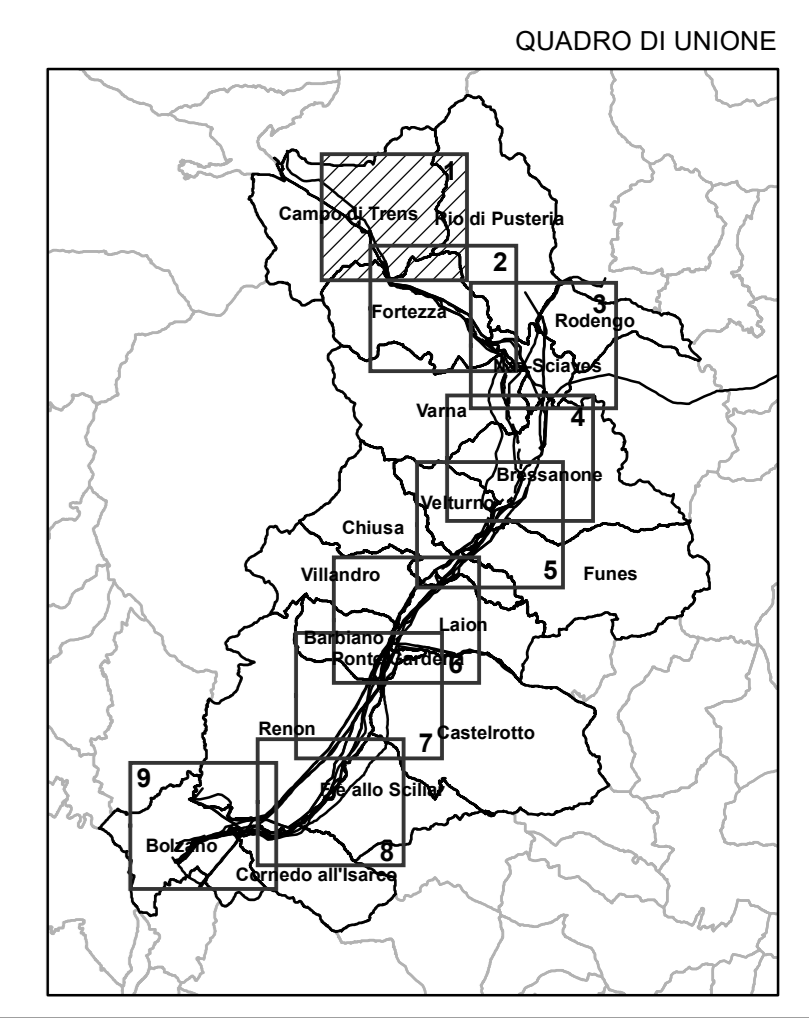 QUADRO DI UNIONE
1
Campo di Trens
Rio di Pusteria
2
3
Fortezza
Rodengo
Naz-Sciaves
Varna
4
Bressanone
Velturno
Chiusa
5
Villandro
Funes
Laion
Barbiano
Ponte Gardena
6
Renon
7
Castelrotto
9
Fiè allo Sciliar
Bolzano
8
Cornedo all'Isarco